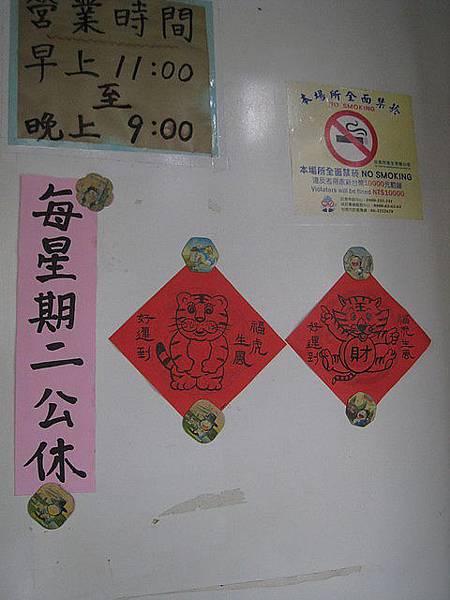 營業時間
早上 11:00
至
晚上 9:00
每星期二公休
本場所全面禁菸
NO SMOKING
本場所全面禁菸 NO SMOKING
Violators will be fined NT$10000
福虎
生風
好運到
福虎生風
好運到
財